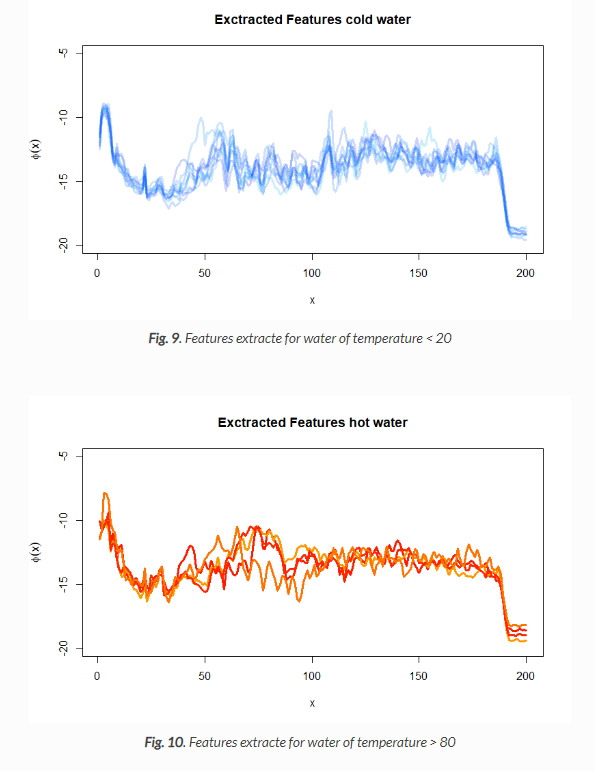 Exctracted Features cold water
-5
-10
-15
-20
ϕ(x)
0 50 100 150 200
x
Fig. 9. Features extracte for water of temperature < 20
Exctracted Features hot water
-5
-10
-15
-20
ϕ(x)
0 50 100 150 200
x
Fig. 10. Features extracte for water of temperature > 80